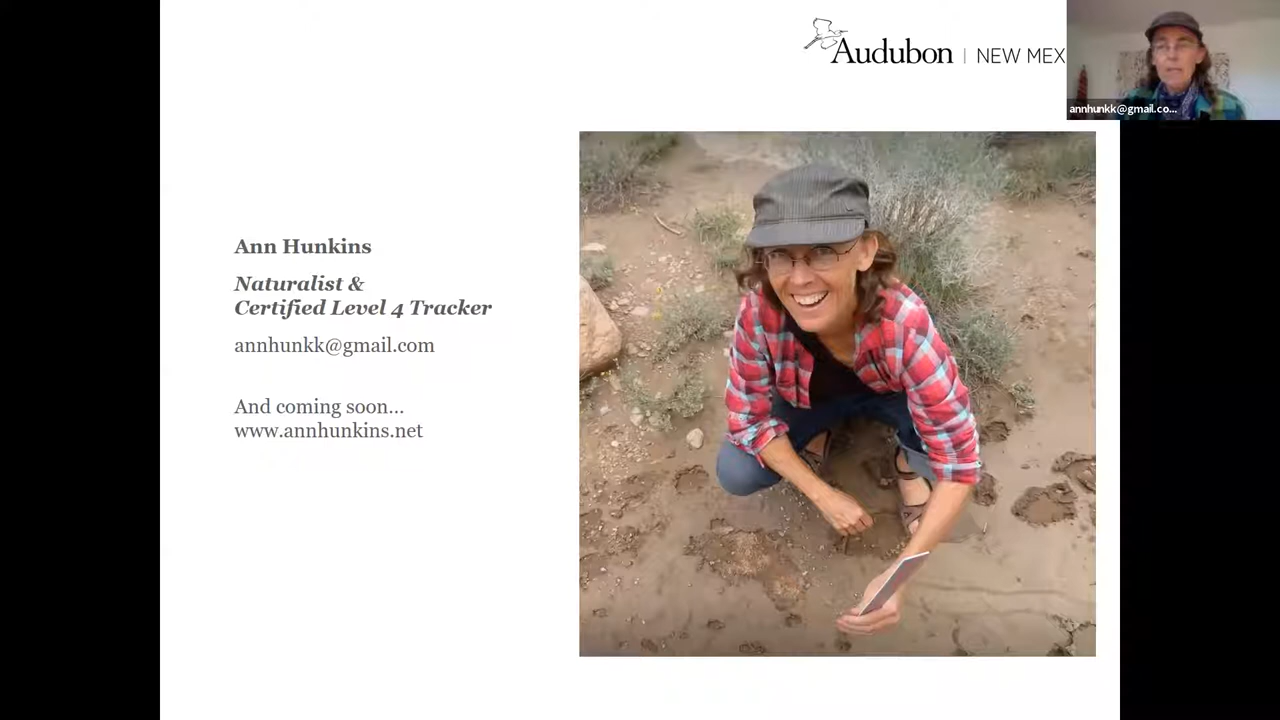 Audubon | NEW MEX
annhunkk@gmail.co...
Ann Hunkins
Naturalist &
Certified Level 4 Tracker
annhunkk@gmail.com
And coming soon...
www.annhunkins.net